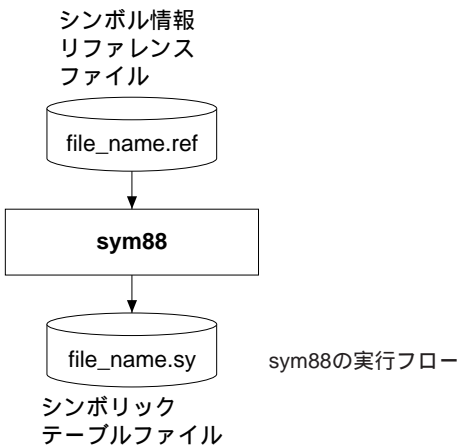 シンボル情報
リファレンス
ファイル
file_name.ref
sym88
file_name.sy
sym88の実行フロー
シンボリック
テーブルファイル